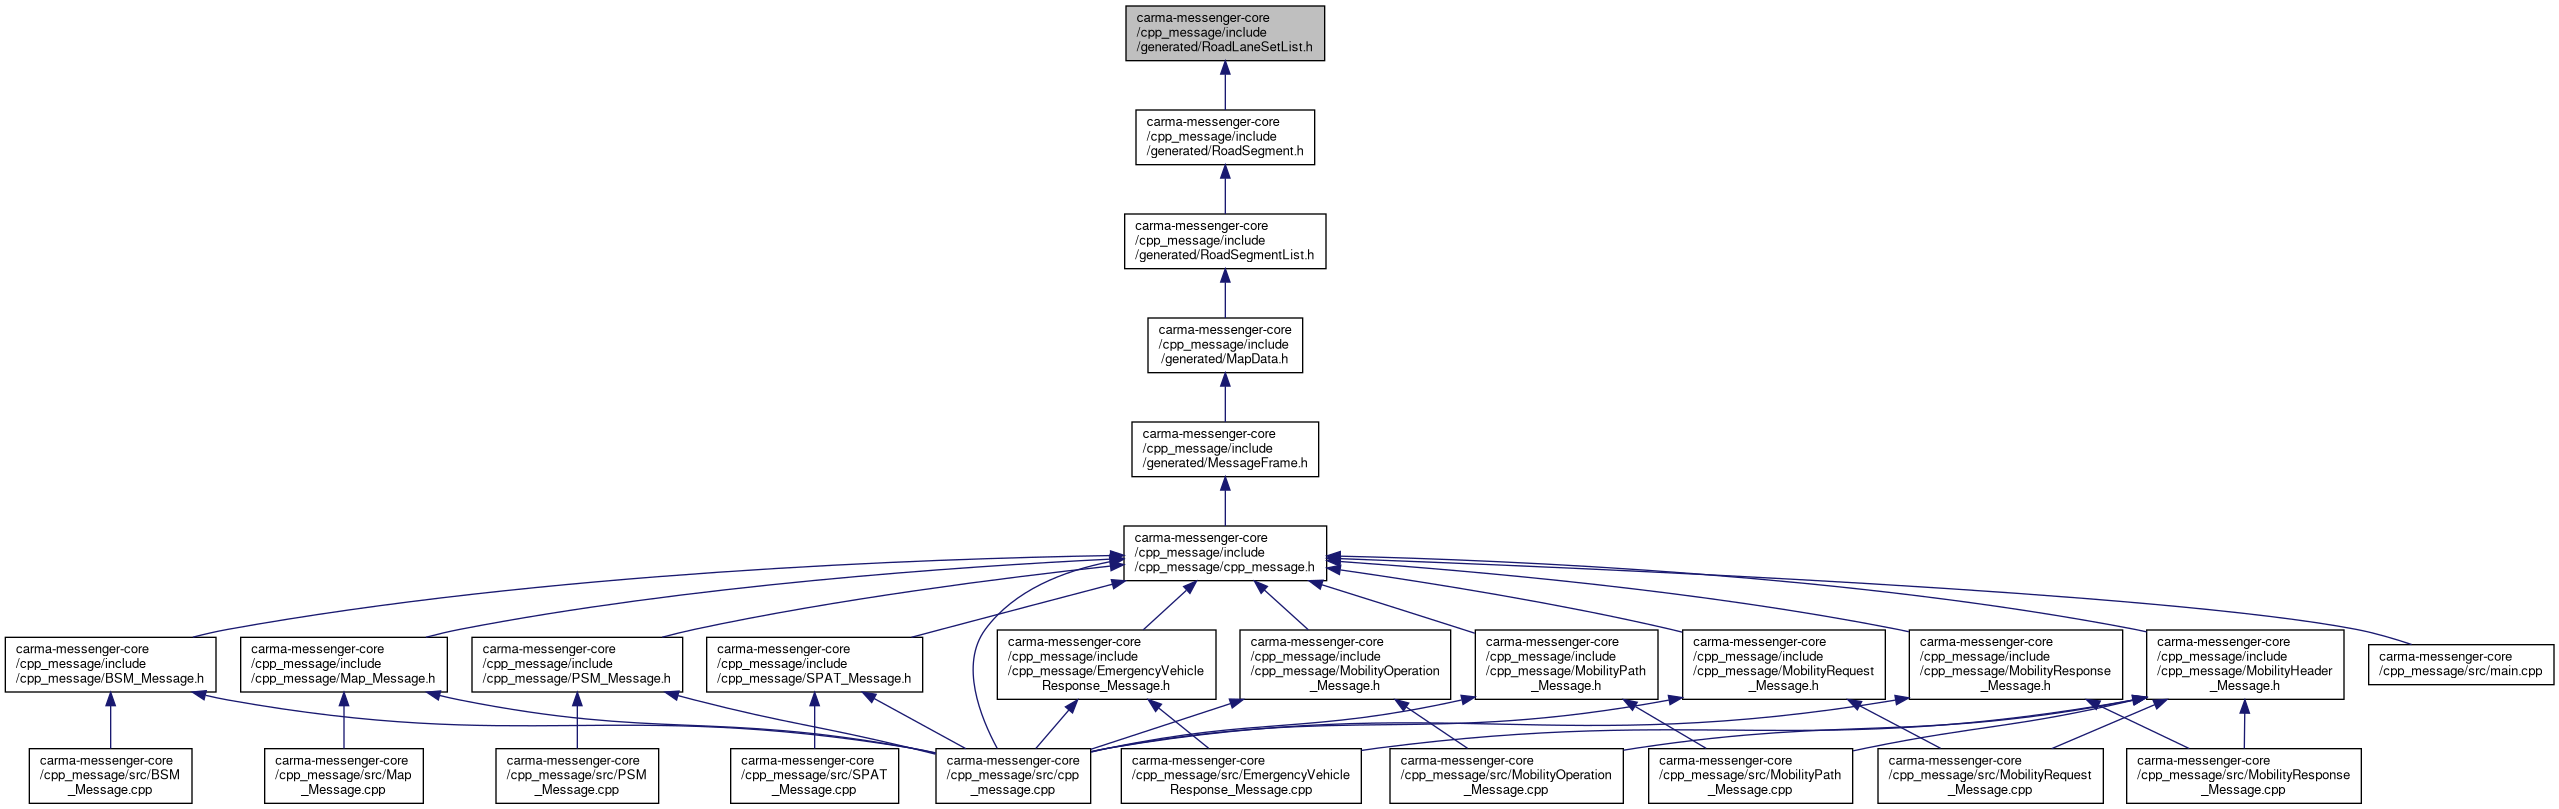 carma-messenger-core
/cpp_message/include
/generated/RoadLaneSetList.h
carma-messenger-core
/cpp_message/include
/generated/RoadSegment.h
carma-messenger-core
/cpp_message/include
/generated/RoadSegmentList.h
carma-messenger-core
/cpp_message/include
/generated/MapData.h
carma-messenger-core
/cpp_message/include
/generated/MessageFrame.h
carma-messenger-core
/cpp_message/include
/cpp_message/cpp_message.h
carma-messenger-core
/cpp_message/include
/cpp_message/BSM_Message.h
carma-messenger-core
/cpp_message/include
/cpp_message/Map_Message.h
carma-messenger-core
/cpp_message/include
/cpp_message/PSM_Message.h
carma-messenger-core
/cpp_message/include
/cpp_message/SPAT_Message.h
carma-messenger-core
/cpp_message/include
/cpp_message/EmergencyVehicle
Response_Message.h
carma-messenger-core
/cpp_message/include
/cpp_message/MobilityOperation
_Message.h
carma-messenger-core
/cpp_message/include
/cpp_message/MobilityPath
_Message.h
carma-messenger-core
/cpp_message/include
/cpp_message/MobilityRequest
_Message.h
carma-messenger-core
/cpp_message/include
/cpp_message/MobilityResponse
_Message.h
carma-messenger-core
/cpp_message/include
/cpp_message/MobilityHeader
_Message.h
carma-messenger-core
/cpp_message/src/main.cpp
carma-messenger-core
/cpp_message/src/BSM
_Message.cpp
carma-messenger-core
/cpp_message/src/Map
_Message.cpp
carma-messenger-core
/cpp_message/src/PSM
_Message.cpp
carma-messenger-core
/cpp_message/src/SPAT
_Message.cpp
carma-messenger-core
/cpp_message/src/cpp
_message.cpp
carma-messenger-core
/cpp_message/src/EmergencyVehicle
Response_Message.cpp
carma-messenger-core
/cpp_message/src/MobilityOperation
_Message.cpp
carma-messenger-core
/cpp_message/src/MobilityPath
_Message.cpp
carma-messenger-core
/cpp_message/src/MobilityRequest
_Message.cpp
carma-messenger-core
/cpp_message/src/MobilityResponse
_Message.cpp